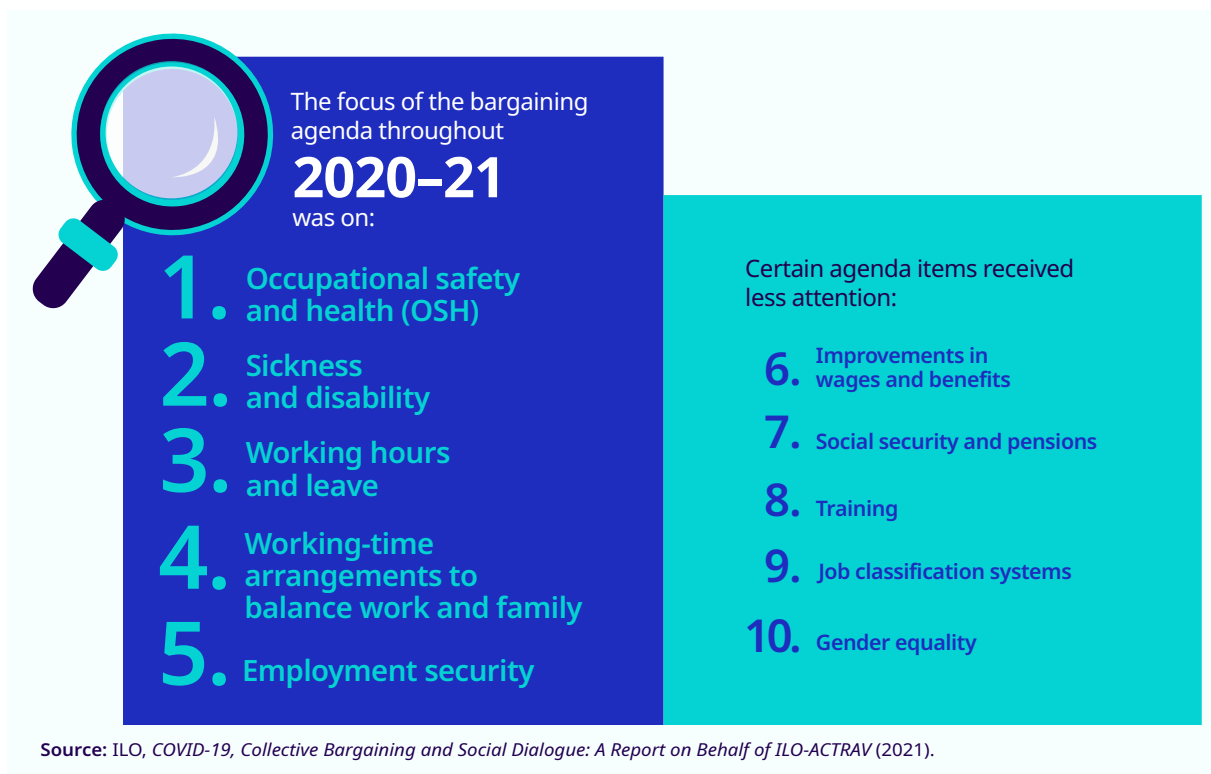 The focus of the bargaining
agenda throughout
2020–21
was on:
1. Occupational safety
and health (OSH)
2. Sickness
and disability
3. Working hours
and leave
4. Working-time
arrangements to
balance work and family
5. Employment security
Certain agenda items received
less attention:
6. Improvements in
wages and benefits
7. Social security and pensions
8. Training
9. Job classification systems
10. Gender equality
Source: ILO, COVID-19, Collective Bargaining and Social Dialogue: A Report on Behalf of ILO-ACTRAV (2021).